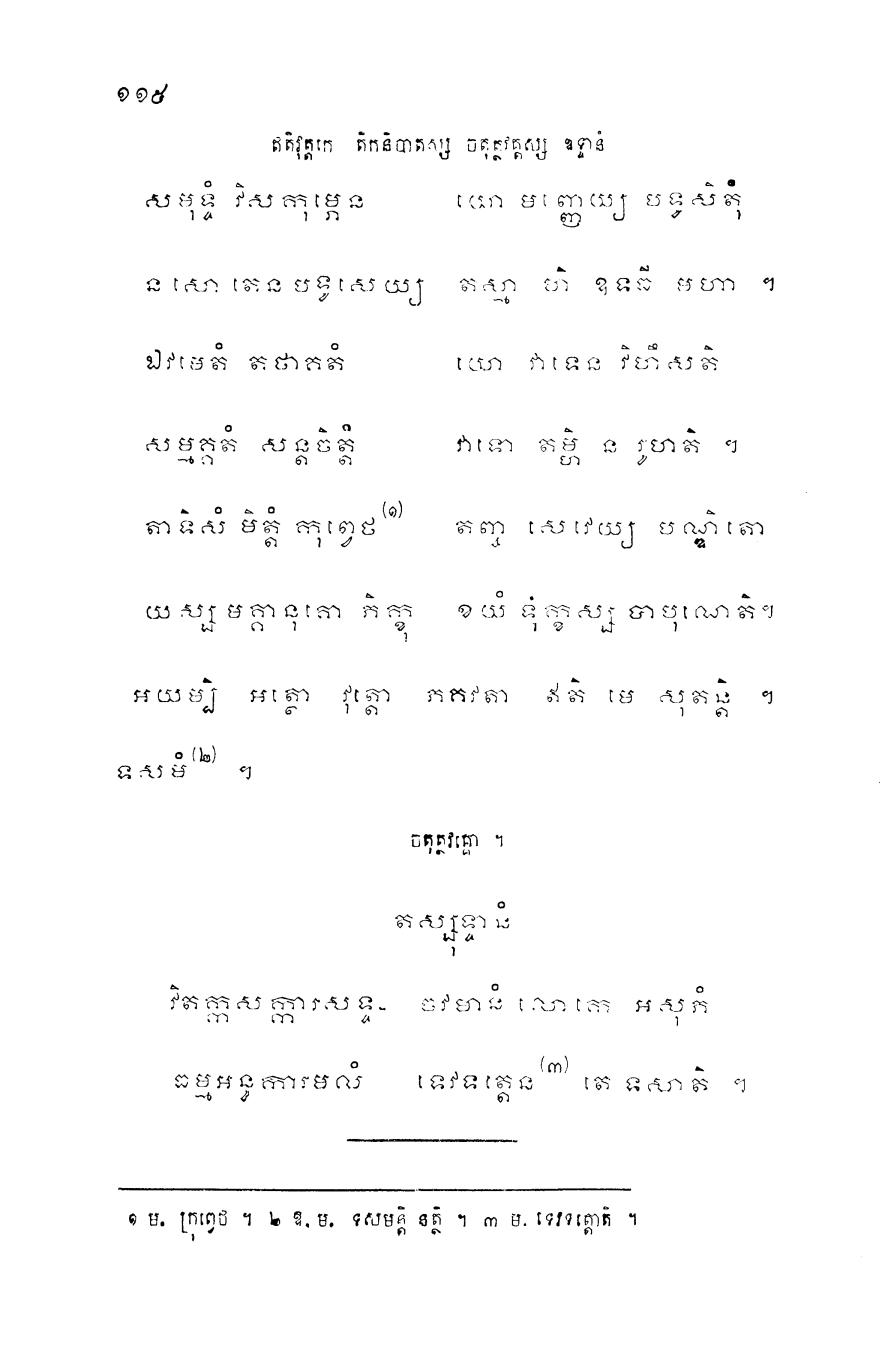 ១១៥
ឥតិវុត្តកេ តិកនិបាតស្ស ចតុត្ថវគ្គស្ស ឧទ្ទានំ
សមុទ្ទំ វិសកុម្ភេន យោ មញ្ញេយ្យ បទូសិតុំ
ន សោ តេន បទូសេយ្យ តស្មា ហិ ឧទធី មហា ។
ឯវមេតំ តថាគតំ យោ វាទេន វិហឹសតិ
សម្មគ្គតំ សន្តចិត្តំ វាទោ តម្ហិ ន រូហតិ ។
តាទិសំ មិត្តំ កុព្វេថ(១) តញ្ច សេវេយ្យ បណ្ឌិតោ
យស្ស មគ្គានុគោ ភិក្ខុ ខយំ ទុក្ខស្ស បាបុណេតិ។
អយម្បិ អត្ថោ វុត្តោ ភគវតា ឥតិ មេ សុតន្តិ ។
ទសមំ(២) ។
ចតុត្ថវគ្គោ ។
តស្សុទ្ទានំ
វិតក្កសក្ការសទ្ទ- ចវមានំ លោកេ អសុភំ
ធម្មអន្ធការមលំ ទេវទត្តេន(៣) តេ ទសាតិ ។
១ ម. ក្រុព្វេថ ។ ២ ឱ. ម. ទសមន្តិ នត្ថិ ។ ៣ ម. ទេវទត្តោតិ ។